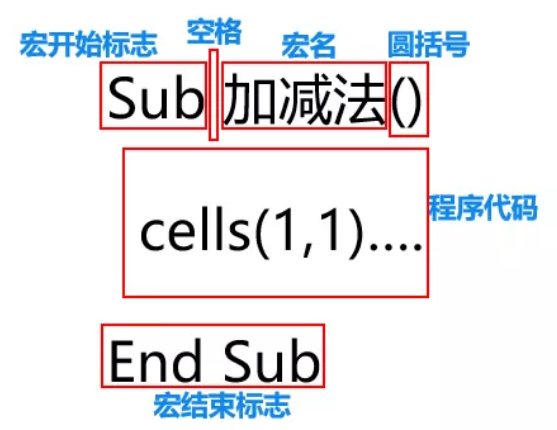 宏开始标志 空格 宏名 圆括号
Sub 加减法()
cells(1,1)....
程序代码
End Sub
宏结束标志